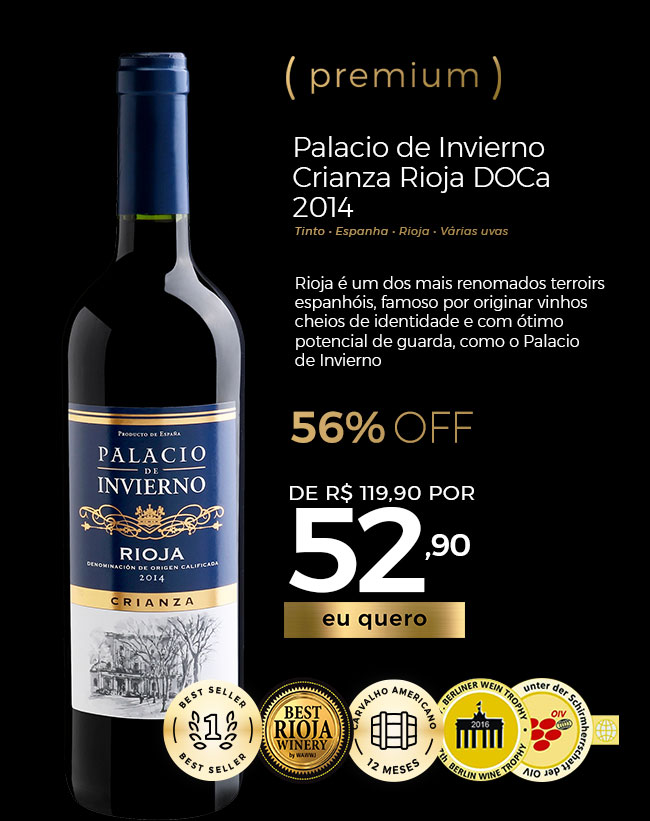 ( premium )
Palacio de Invierno
Crianza Rioja DOCa
2014
Tinto • Espanha • Rioja • Várias uvas
Rioja é um dos mais renomados terroirs
espanhóis, famoso por originar vinhos
cheios de identidade e com ótimo
potencial de guarda, como o Palacio
de Invierno
56% OFF
DE R$ 119,90 POR
52,90
eu quero
PRODUCTO DE ESPAÑA
PALACIO
DE
INVIERNO
RIOJA
DENOMINACIÓN DE ORIGEN CALIFICADA
2014
CRIANZA
BEST SELLER
1
BEST SELLER
BEST
RIOJA
WINERY
by WAWWJ
CARVALHO AMERICANO
12 MESES
7. BERLINER WEIN TROPHY
2016
7th BERLIN WINE TROPHY
unter der Schirmherrschaft der OIV
OIV